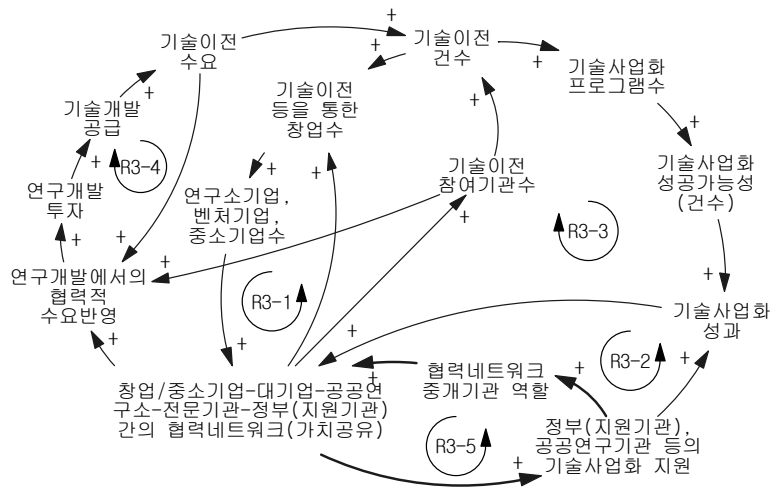 기술이전
수요
+
기술이전
건수
+
+
기술사업화
프로그램수
+
기술개발
공급
+
기술이전
등을 통한
창업수
+
+
R3-4
+
연구개발
투자
+
연구소기업,
벤처기업,
중소기업수
+
+
기술이전
참여기관수
+
기술사업화
성공가능성
(건수)
+
R3-3
연구개발에서의
협력적
수요반영
+
+
+
R3-1
+
기술사업화
성과
+
+
R3-2
+
창업/중소기업-대기업-공공연
구소-전문기관-정부(지원기관)
간의 협력네트워크(가치공유)
+
협력네트워크
중개기관 역할
+
R3-5
+
정부(지원기관),
공공연구기관 등의
기술사업화 지원